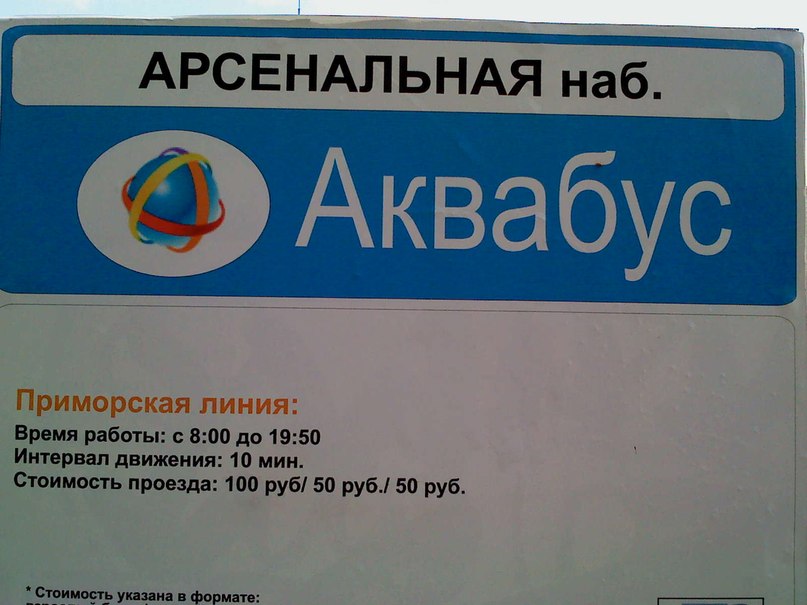 АРСЕНАЛЬНАЯ наб.
Аквабус
Приморская линия:
Время работы: с 8:00 до 19:50
Интервал движения: 10 мин.
Стоимость проезда: 100 руб/ 50 руб./ 50 руб.
* Стоимость указана в формате: